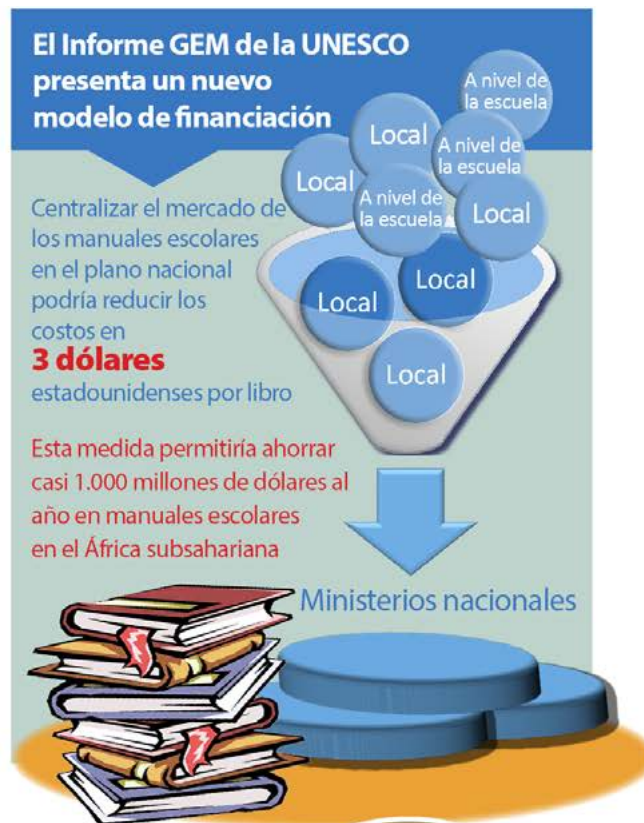 El Informe GEM de la UNESCO
presenta un nuevo
modelo de financiación
A nivel de
la escuela
Local
A nivel de
la escuela
Local
A nivel de
la escuela
Local
Centralizar el mercado de
los manuales escolares
en el plano nacional
podría reducir los
costos en
3 dólares
estadounidenses por libro
Local
Local
Local
Esta medida permitiría ahorrar
casi 1.000 millones de dólares al
año en manuales escolares
en el África subsahariana
Ministerios nacionales